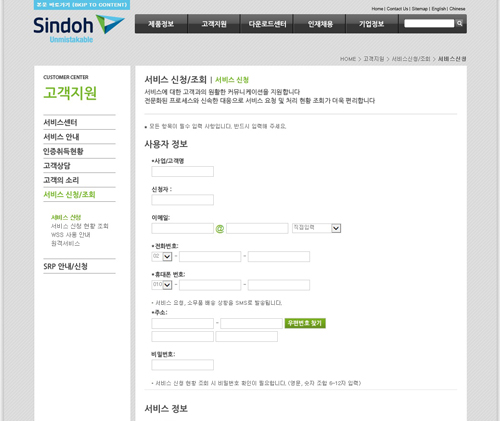 본문 바로가기 (SKIP TO CONTENT)
Home | Contact Us | Sitemap | English | Chinese
Sindoh
Unmistakable
제품정보 고객지원 다운로드센터 인재채용 기업정보
HOME > 고객지원 > 서비스신청/조회 > 서비스신청
CUSTOMER CENTER
고객지원
서비스센터
서비스 안내
인증취득현황
고객상담
고객의 소리
서비스 신청/조회
서비스 신청
서비스 신청 현황 조회
WSS 사용 안내
원격서비스
SRP 안내/신청
서비스 신청/조회 | 서비스 신청
서비스에 대한 고객과의 원활한 커뮤니케이션을 지원합니다
전문화된 프로세스와 신속한 대응으로 서비스 요청 및 처리 현황 조회가 더욱 편리합니다
모든 항목이 필수 입력 사항입니다. 반드시 입력해 주세요.
사용자 정보
*사업/고객명
신청자 :
이메일:
@ 직접입력
*전화번호:
02 - -
*휴대폰 번호:
010 - -
* 서비스 요청, 소모품 배송 상황을 SMS로 발송됩니다.
*주소:
- 우편번호 찾기
비밀번호:
* 서비스 신청 현황 조회 시 비밀번호 확인이 필요합니다. (영문, 숫자 조합 8~12자 입력)
서비스 정보